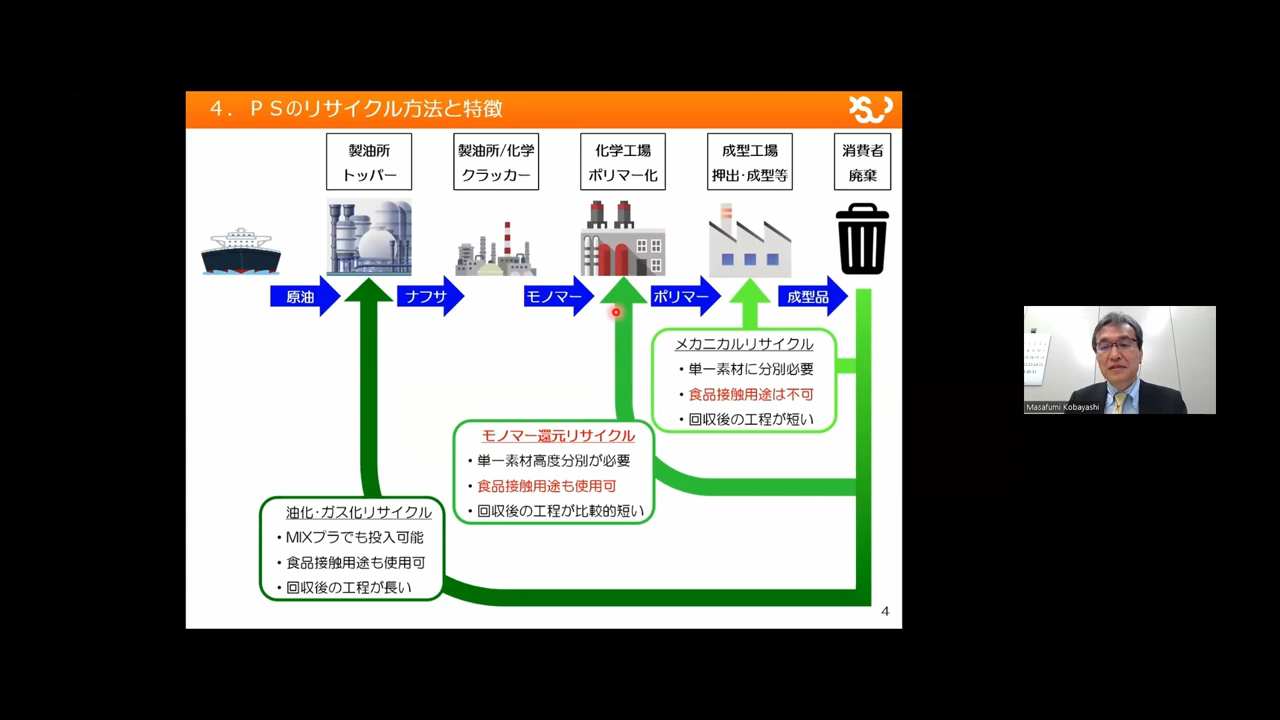 4. PSのリサイクル方法と特徴
製油所
トッパー
製油所/化学
クラッカー
化学工場
ポリマー化
成型工場
押出・成型等
消費者
廃棄
原油
ナフサ
モノマー
ポリマー
成型品
メカニカルリサイクル
・単一素材に分別必要
・食品接触用途は不可
・回収後の工程が短い
モノマー還元リサイクル
・単一素材高度分別が必要
・食品接触用途も使用可
・回収後の工程が比較的短い
油化・ガス化リサイクル
・MIXプラでも投入可能
・食品接触用途も使用可
・回収後の工程が長い
4
Masafumi Kobayashi